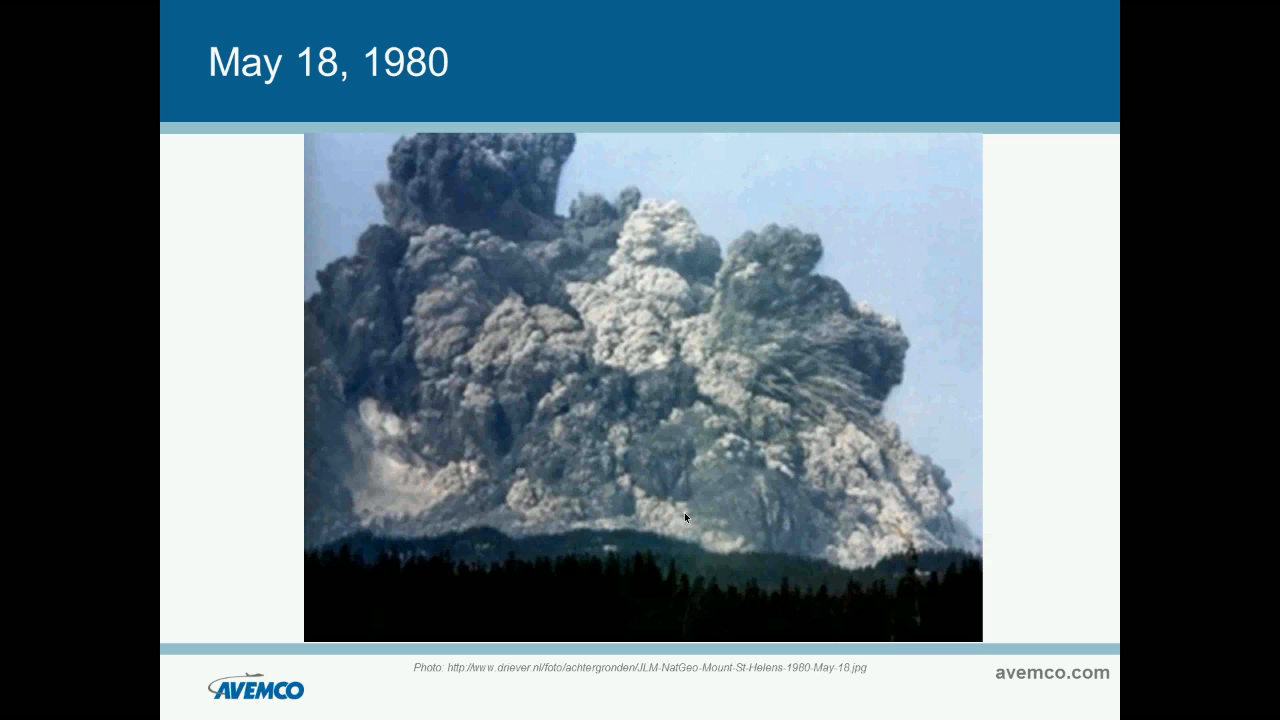 May 18, 1980
Photo: http://www.driever.nl/foto/achtergronden/JLM-NatGeo-Mount-St-Helens-1980-May-18.jpg
AVEMCO
avemco.com